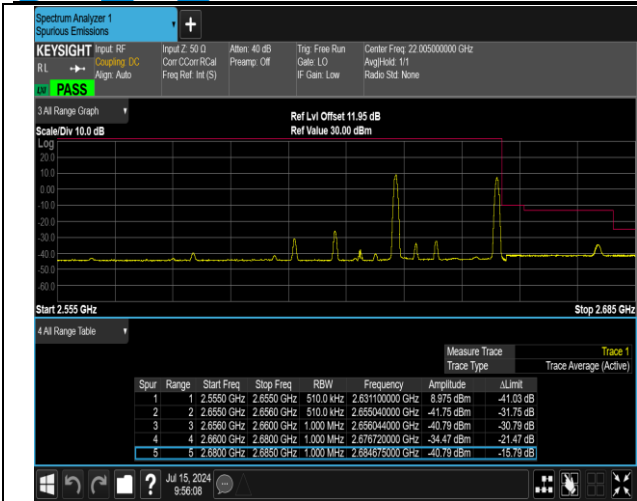 Spectrum Analyzer 1
Spurious Emissions
KEYSIGHT
Input: RF
Coupling: DC
Align: Auto
Input Z: 50 Ω
Corr CCorr RCal
Freq Ref: Int (S)
Atten: 40 dB
Preamp: Off
Trig: Free Run
Gate: LO
IF Gain: Low
Center Freq: 22.005000000 GHz
Avg|Hold: 1/1
Radio Std: None
RL
PASS
3 All Range Graph
Ref Lvl Offset 11.95 dB
Scale/Div 10.0 dB
Ref Value 30.00 dBm
Log
20.0
10.0
0.00
-10.0
-20.0
-30.0
-40.0
-50.0
-60.0
Start 2.555 GHz
Stop 2.685 GHz
4 All Range Table
Measure Trace Trace 1
Trace Type Trace Average (Active)
Spur Range Start Freq Stop Freq RBW Frequency Amplitude ΔLimit
1 1 2.5550 GHz 2.6550 GHz 510.0 kHz 2.631100000 GHz 8.975 dBm -41.03 dB
2 2 2.6550 GHz 2.6560 GHz 510.0 kHz 2.655040000 GHz -41.75 dBm -31.75 dB
3 3 2.6560 GHz 2.6600 GHz 1.000 MHz 2.656044000 GHz -40.79 dBm -30.79 dB
4 4 2.6600 GHz 2.6800 GHz 1.000 MHz 2.676720000 GHz -34.47 dBm -21.47 dB
5 5 2.6800 GHz 2.6850 GHz 1.000 MHz 2.684675000 GHz -40.79 dBm -15.79 dB
Jul 15, 2024
9:56:08